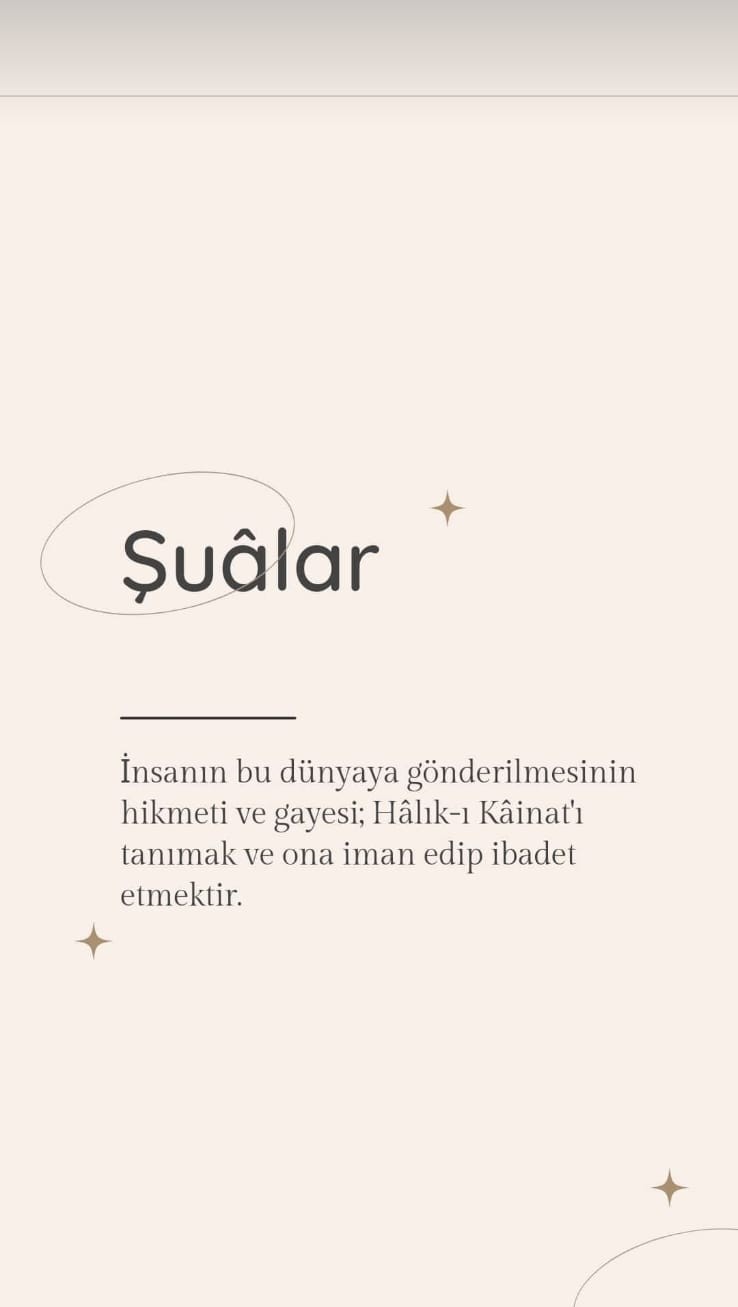 Şuâlar
İnsanın bu dünyaya gönderilmesinin
hikmeti ve gayesi; Hâlık-ı Kâinat'ı
tanımak ve ona iman edip ibadet
etmektir.